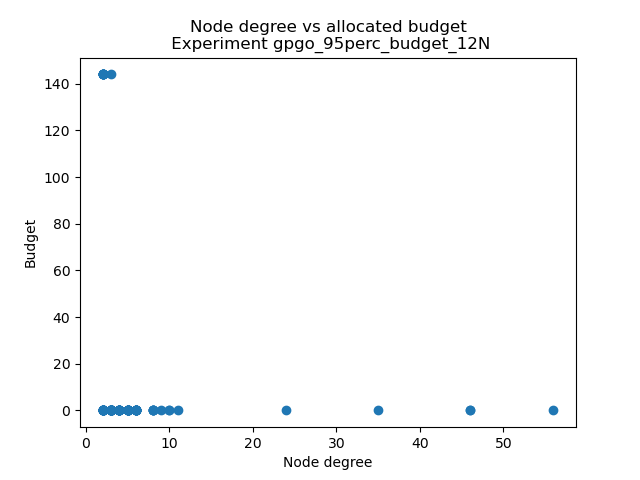 Node degree vs allocated budget
Experiment gpgo_95perc_budget_12N
140
120
100
80
60
40
20
0
Budget
0 10 20 30 40 50
Node degree